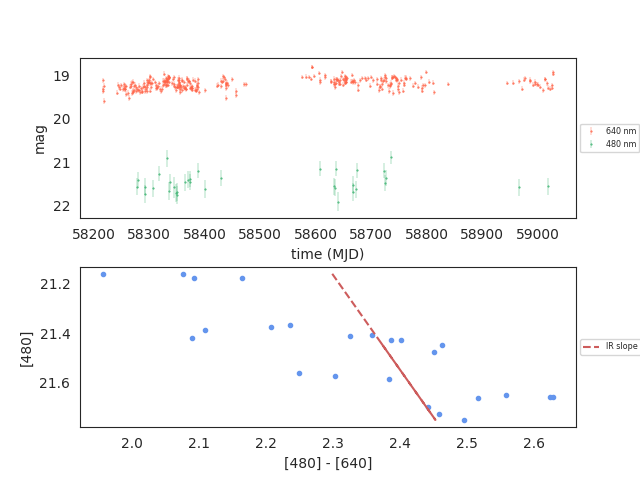 19
20
21
22
mag
58200 58300 58400 58500 58600 58700 58800 58900 59000
time (MJD)
640 nm
480 nm
21.2
21.4
21.6
[480]
2.0 2.1 2.2 2.3 2.4 2.5 2.6
[480] - [640]
IR slope